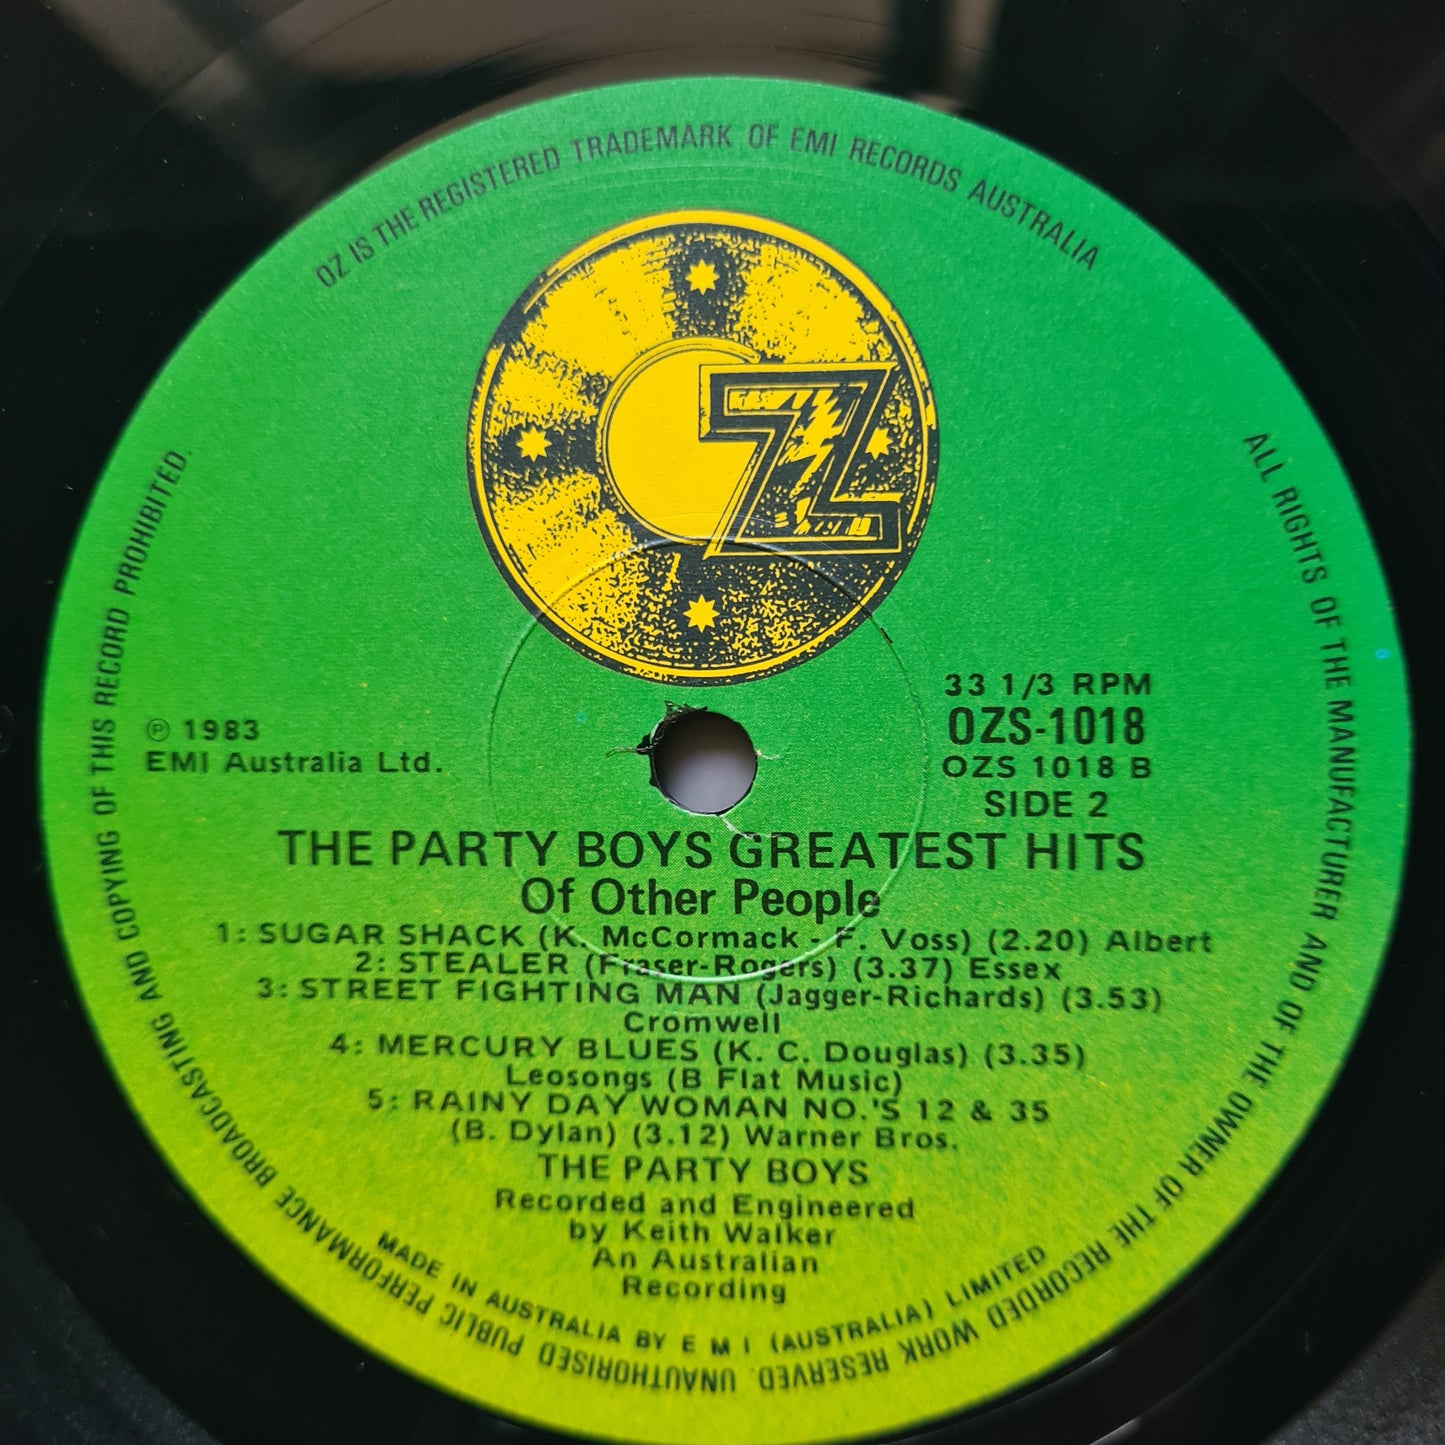 OZ IS THE REGISTERED TRADEMARK OF EMI RECORDS AUSTRALIA
Z
℗ 1983
EMI Australia Ltd.
33 1/3 RPM
OZS-1018
OZS 1018 B
SIDE 2
THE PARTY BOYS GREATEST HITS
Of Other People
1: SUGAR SHACK (K. McCormack - F. Voss) (2.20) Albert
2: STEALER (Fraser-Rogers) (3.37) Essex
3: STREET FIGHTING MAN (Jagger-Richards) (3.53)
Cromwell
4: MERCURY BLUES (K. C. Douglas) (3.35)
Leosongs (B Flat Music)
5: RAINY DAY WOMAN NO.'S 12 & 35
(B. Dylan) (3.12) Warner Bros.
THE PARTY BOYS
Recorded and Engineered
by Keith Walker
An Australian
Recording
MADE IN AUSTRALIA BY E M I (AUSTRALIA) LIMITED
ALL RIGHTS OF THE MANUFACTURER AND OF THE OWNER OF THE RECORDED WORK RESERVED. UNAUTHORISED PUBLIC PERFORMANCE BROADCASTING AND COPYING OF THIS RECORD PROHIBITED.